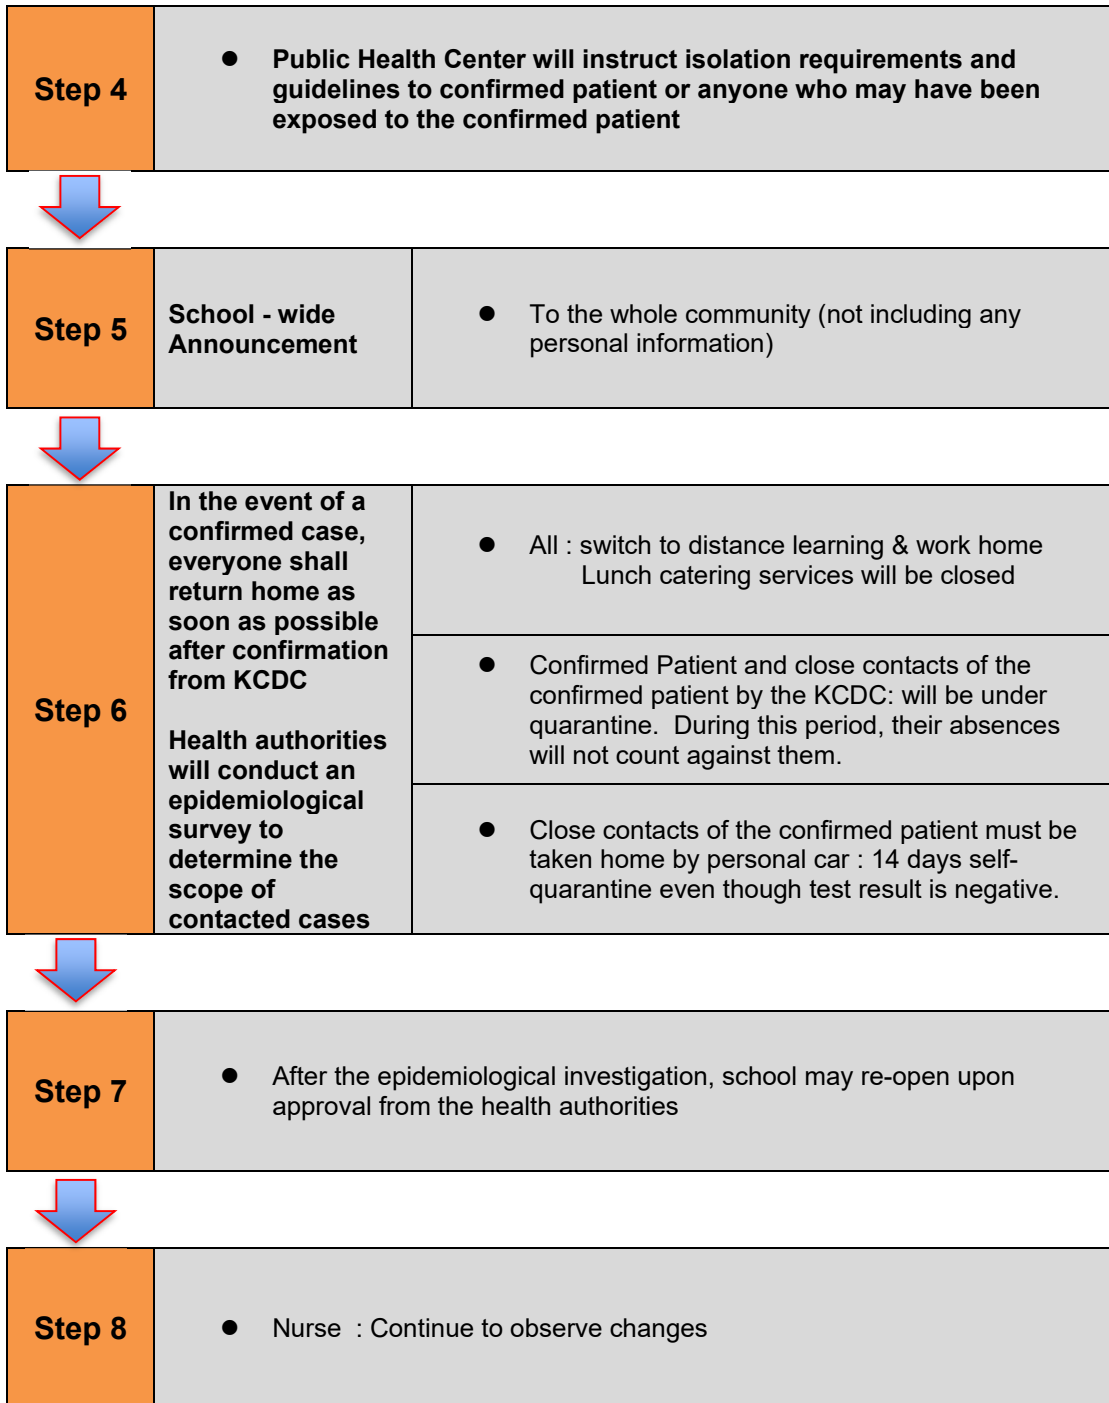 Step 4
● Public Health Center will instruct isolation requirements and
guidelines to confirmed patient or anyone who may have been
exposed to the confirmed patient
Step 5
School - wide
Announcement
● To the whole community (not including any
personal information)
Step 6
In the event of a
confirmed case,
everyone shall
return home as
soon as possible
after confirmation
from KCDC
Health authorities
will conduct an
epidemiological
survey to
determine the
scope of
contacted cases
● All : switch to distance learning & work home
Lunch catering services will be closed
● Confirmed Patient and close contacts of the
confirmed patient by the KCDC: will be under
quarantine. During this period, their absences
will not count against them.
● Close contacts of the confirmed patient must be
taken home by personal car : 14 days self-
quarantine even though test result is negative.
Step 7
● After the epidemiological investigation, school may re-open upon
approval from the health authorities
Step 8
● Nurse : Continue to observe changes